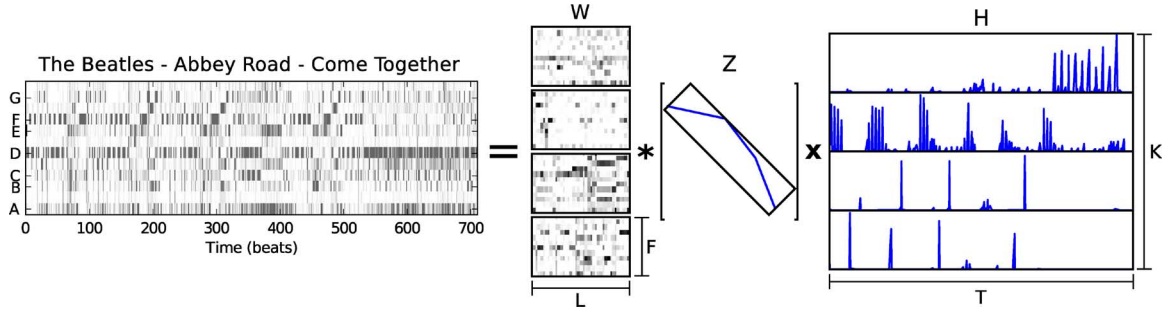 The Beatles - Abbey Road - Come Together
G
F
E
D
C
B
A
0 100 200 300 400 500 600 700
Time (beats)
=
W
F
L
*
Z
x
H
K
T